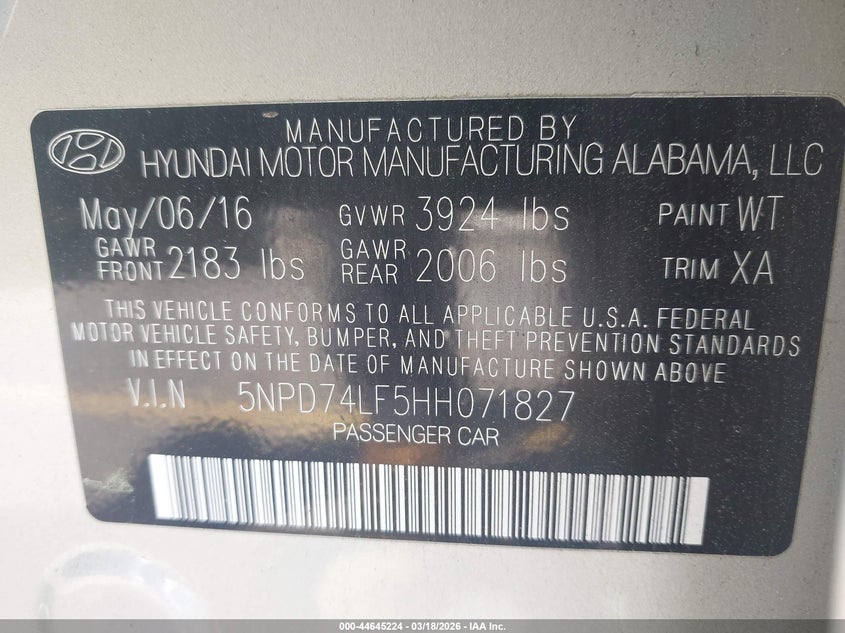 MANUFACTURED BY
HYUNDAI MOTOR MANUFACTURING ALABAMA, LLC
May/06/16 GVWR 3924 lbs PAINT WT
GAWR FRONT 2183 lbs GAWR REAR 2006 lbs TRIM XA
THIS VEHICLE CONFORMS TO ALL APPLICABLE U.S.A. FEDERAL
MOTOR VEHICLE SAFETY, BUMPER, AND THEFT PREVENTION STANDARDS
IN EFFECT ON THE DATE OF MANUFACTURE SHOWN ABOVE
V.I.N 5NPD74LF5HH071827
PASSENGER CAR
000-44645224 | 03/18/2026 - IAA Inc.